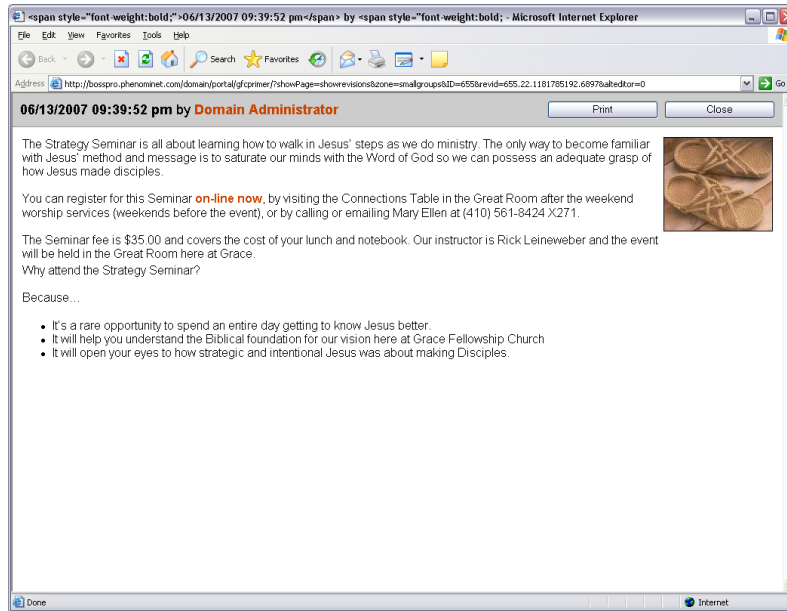 <span style="font-weight:bold;">06/13/2007 09:39:52 pm</span> by <span style="font-weight:bold; - Microsoft Internet Explorer
File Edit View Favorites Tools Help
Back Search Favorites
Address http://bosspro.phenominet.com/domain/portal/gfcprimer/?showPage=showrevisions&zone=smallgroups&ID=655&revid=655.22.1181785192.6897&alteditor=0 Go
06/13/2007 09:39:52 pm by Domain Administrator Print Close
The Strategy Seminar is all about learning how to walk in Jesus' steps as we do ministry. The only way to become familiar
with Jesus' method and message is to saturate our minds with the Word of God so we can possess an adequate grasp of
how Jesus made disciples.
You can register for this Seminar on-line now, by visiting the Connections Table in the Great Room after the weekend
worship services (weekends before the event), or by calling or emailing Mary Ellen at (410) 561-8424 X271.
The Seminar fee is $35.00 and covers the cost of your lunch and notebook. Our instructor is Rick Leineweber and the event
will be held in the Great Room here at Grace.
Why attend the Strategy Seminar?
Because...
It's a rare opportunity to spend an entire day getting to know Jesus better.
It will help you understand the Biblical foundation for our vision here at Grace Fellowship Church
It will open your eyes to how strategic and intentional Jesus was about making Disciples.
Done Internet